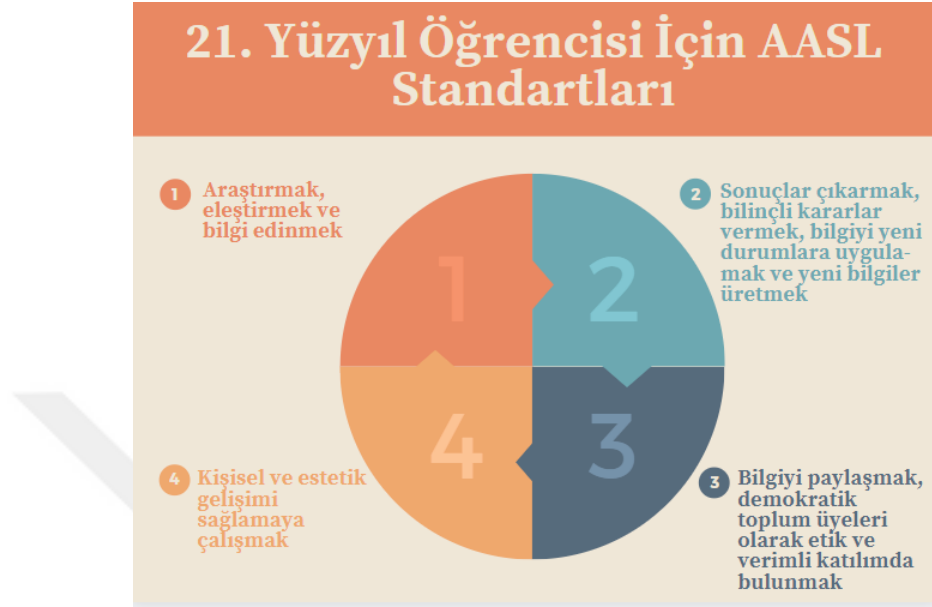 21. Yüzyıl Öğrencisi İçin AASL
Standartları
1 Araştırmak,
eleştirmek ve
bilgi edinmek
2 Sonuçlar çıkarmak,
bilinçli kararlar
vermek, bilgiyi yeni
durumlara uygula-
mak ve yeni bilgiler
üretmek
1
2
4
3
4 Kişisel ve estetik
gelişimi
sağlamaya
çalışmak
3 Bilgiyi paylaşmak,
demokratik
toplum üyeleri
olarak etik ve
verimli katılımda
bulunmak